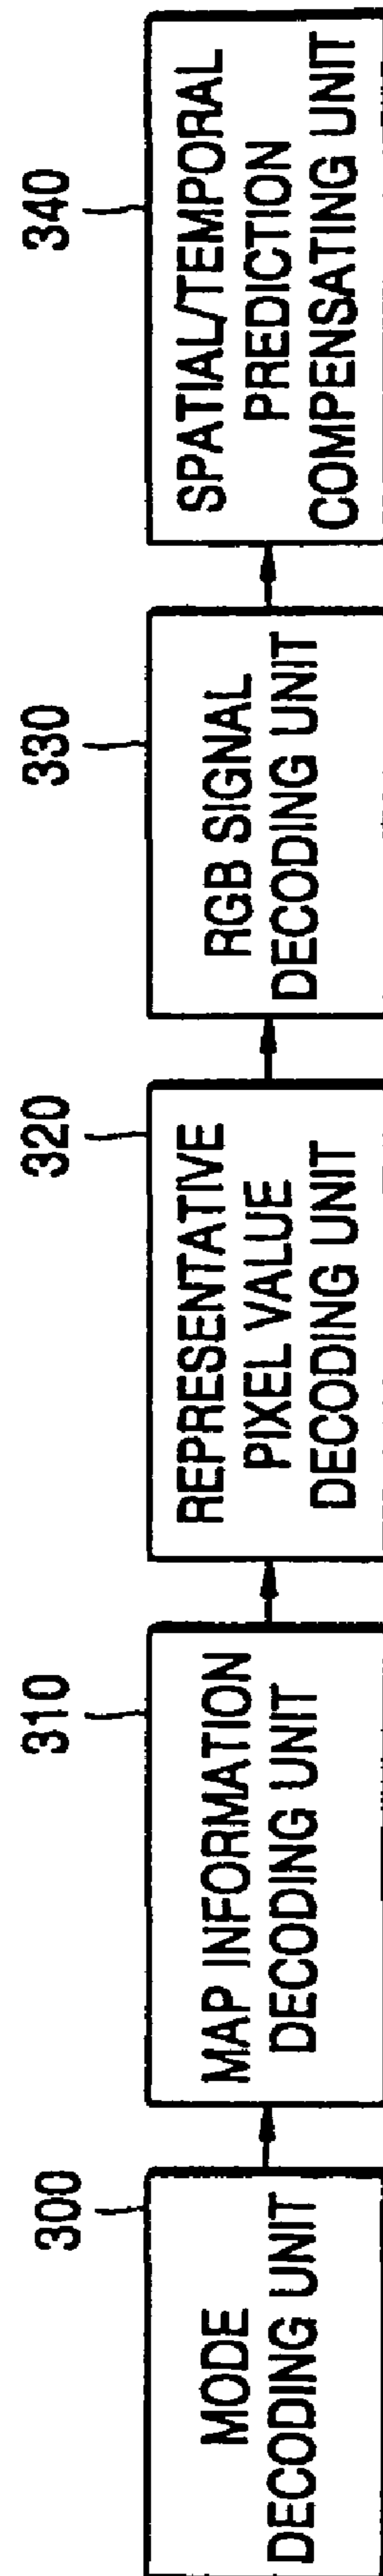 300
MODE
DECODING UNIT
310
MAP INFORMATION
DECODING UNIT
320
REPRESENTATIVE
PIXEL VALUE
DECODING UNIT
330
RGB SIGNAL
DECODING UNIT
340
SPATIAL/TEMPORAL
PREDICTION
COMPENSATING UNIT